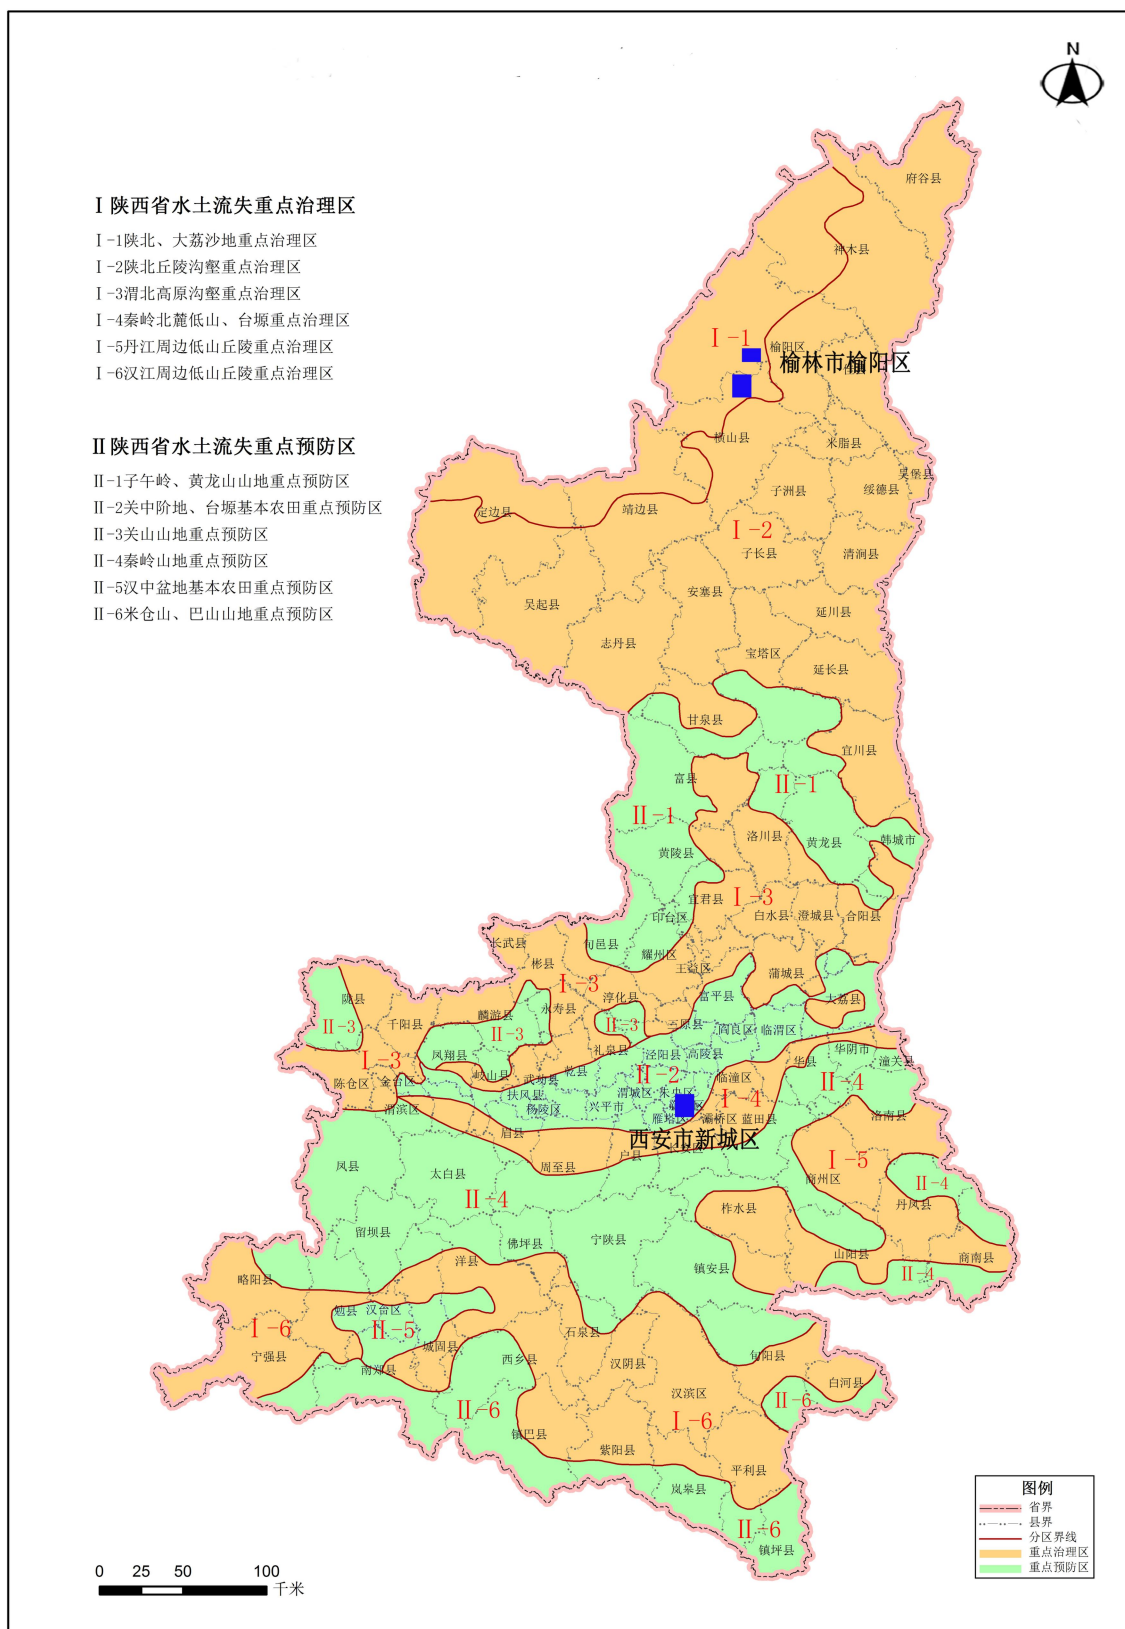 N
Ⅰ陕西省水土流失重点治理区
Ⅰ-1陕北、大荔沙地重点治理区
Ⅰ-2陕北丘陵沟壑重点治理区
Ⅰ-3渭北高原沟壑重点治理区
Ⅰ-4秦岭北麓低山、台塬重点治理区
Ⅰ-5丹江周边低山丘陵重点治理区
Ⅰ-6汉江周边低山丘陵重点治理区
Ⅱ陕西省水土流失重点预防区
Ⅱ-1子午岭、黄龙山山地重点预防区
Ⅱ-2关中阶地、台塬基本农田重点预防区
Ⅱ-3关山山地重点预防区
Ⅱ-4秦岭山地重点预防区
Ⅱ-5汉中盆地基本农田重点预防区
Ⅱ-6米仓山、巴山山地重点预防区
府谷县
神木县
Ⅰ-1
榆阳区
榆林市榆阳区
横山县
米脂县
吴堡县
子洲县
绥德县
定边县
靖边县
Ⅰ-2
子长县
清涧县
安塞县
吴起县
延川县
志丹县
宝塔区
延长县
甘泉县
宜川县
富县
Ⅱ-1
Ⅱ-1
洛川县
黄龙县
韩城市
黄陵县
宜君县
Ⅰ-3
印台区
白水县
澄城县
合阳县
长武县
旬邑县
耀州区
彬县
王益区
蒲城县
Ⅰ-3
陇县
淳化县
富平县
大荔县
永寿县
麟游县
千阳县
Ⅱ-3
Ⅱ-3
Ⅱ-3
三原县
阎良区
临渭区
凤翔县
礼泉县
泾阳县
高陵县
华县
华阴市
潼关县
Ⅰ-3
陈仓区
金台区
岐山县
武功县
乾县
Ⅱ-2
临潼区
Ⅱ-4
扶风县
渭城区
未央区
Ⅰ-4
渭滨区
杨陵区
兴平市
雁塔区
灞桥区
蓝田县
洛南县
眉县
西安市新城区
户县
长安区
凤县
太白县
周至县
Ⅰ-5
商州区
Ⅱ-4
Ⅱ-4
丹凤县
柞水县
留坝县
佛坪县
宁陕县
山阳县
商南县
洋县
镇安县
Ⅱ-4
略阳县
勉县
汉台区
Ⅰ-6
Ⅱ-5
城固县
石泉县
宁强县
南郑县
西乡县
汉阴县
旬阳县
白河县
汉滨区
Ⅱ-6
Ⅱ-6
Ⅰ-6
镇巴县
紫阳县
平利县
岚皋县
Ⅱ-6
镇坪县
图例
省界
县界
分区界线
重点治理区
重点预防区
0 25 50 100
千米